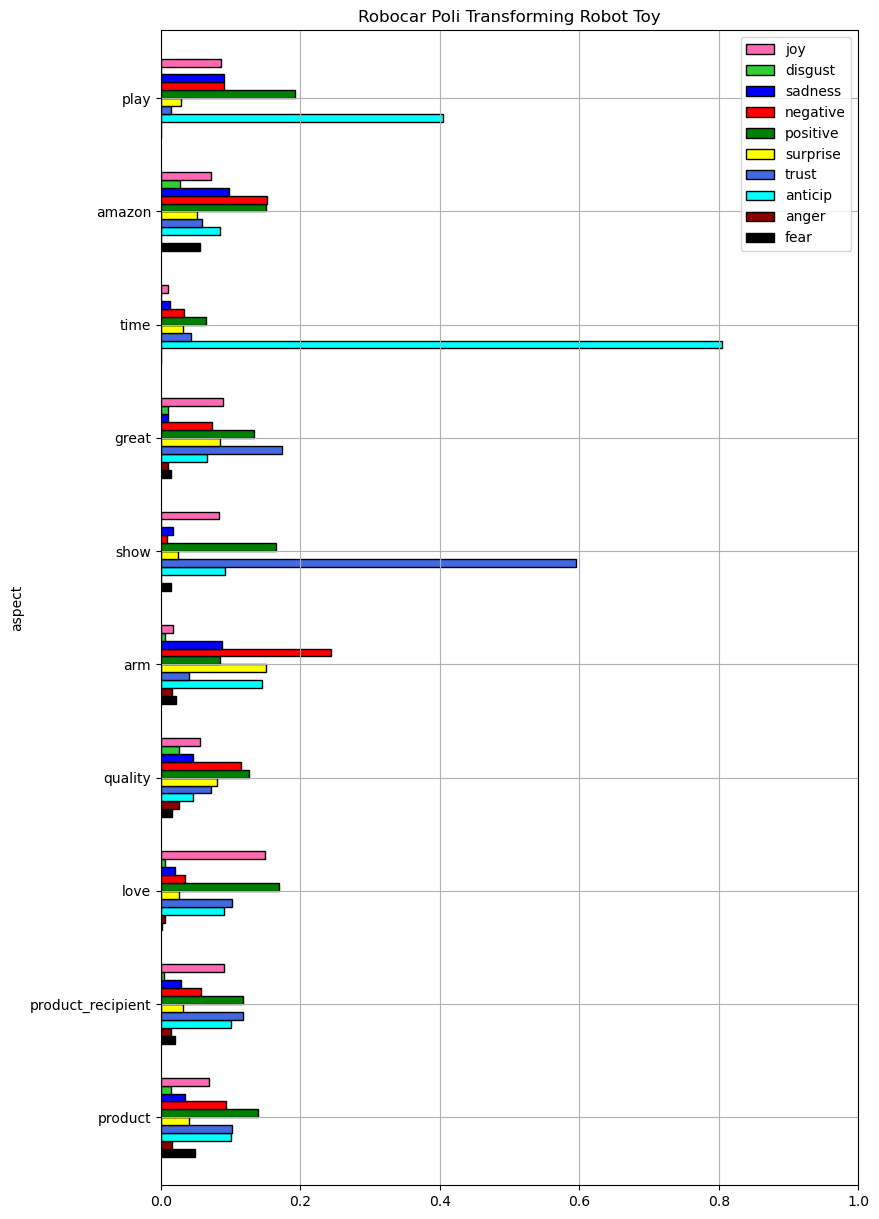 Robocar Poli Transforming Robot Toy
joy
disgust
sadness
negative
positive
surprise
trust
anticip
anger
fear
aspect
play
amazon
time
great
show
arm
quality
love
product_recipient
product
0.0 0.2 0.4 0.6 0.8 1.0